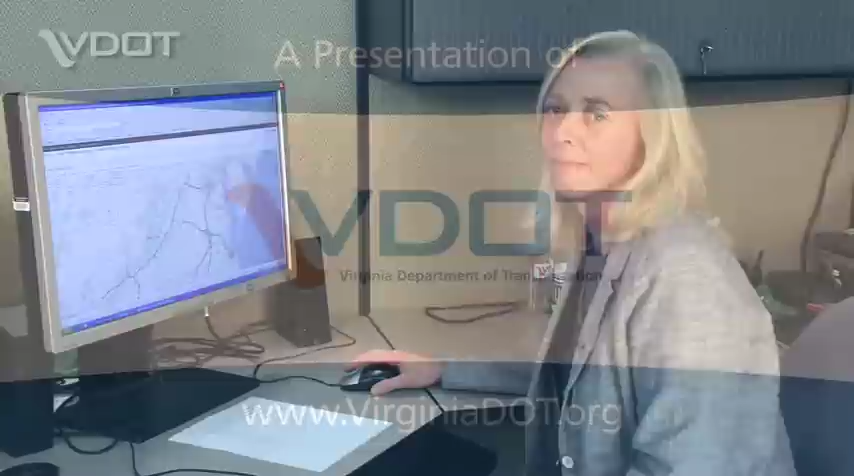 VDOT
A Presentation of
VDOT
Virginia Department of Transportation
www.VirginiaDOT.org